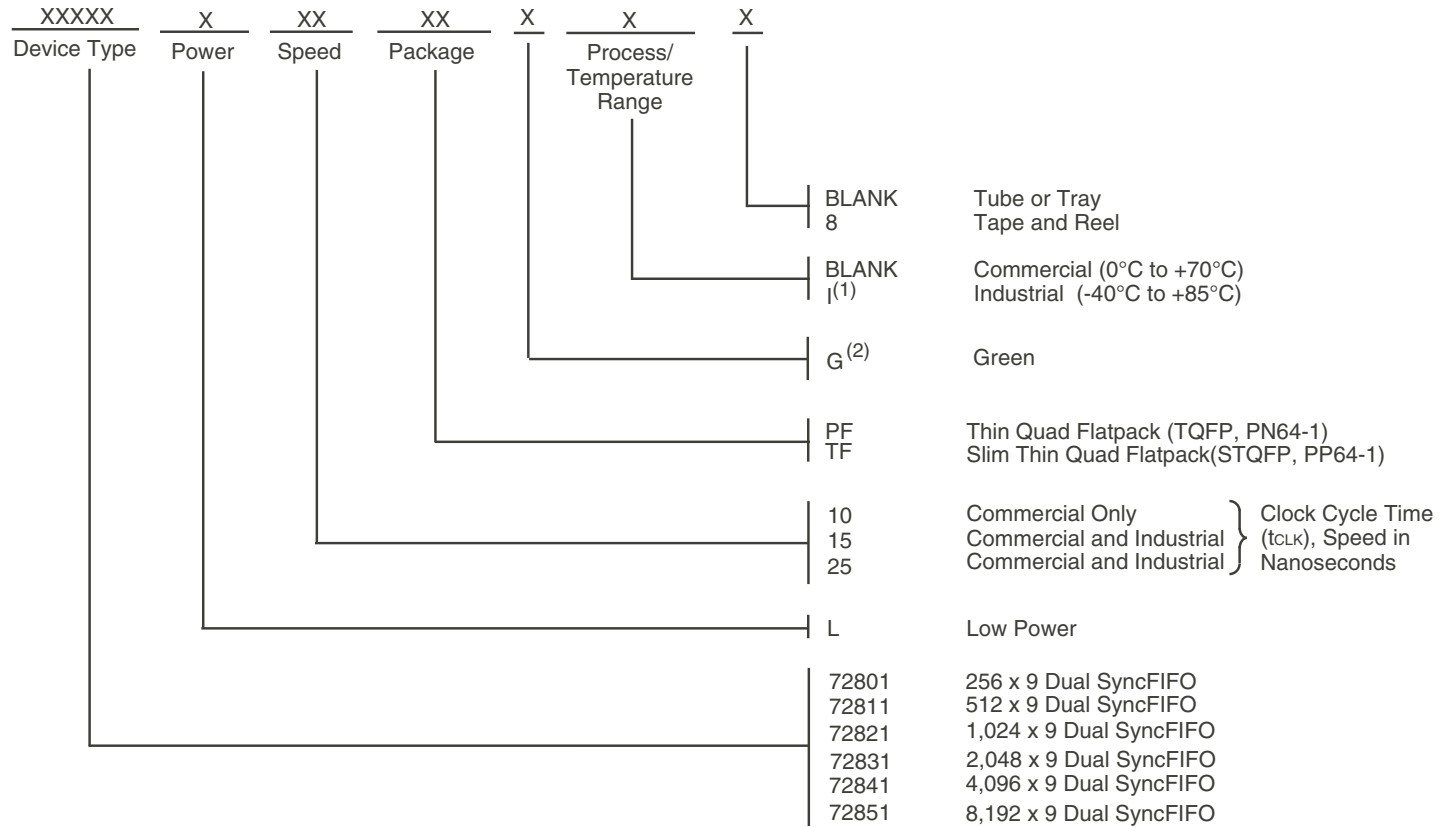 XXXXX X XX XX X X X
Device Type Power Speed Package Process/
Temperature
Range
BLANK Tube or Tray
8 Tape and Reel
BLANK Commercial (0°C to +70°C)
I(1) Industrial (-40°C to +85°C)
G(2) Green
PF Thin Quad Flatpack (TQFP, PN64-1)
TF Slim Thin Quad Flatpack(STQFP, PP64-1)
10 Commercial Only Clock Cycle Time
15 Commercial and Industrial (tCLK), Speed in
25 Commercial and Industrial Nanoseconds
L Low Power
72801 256 x 9 Dual SyncFIFO
72811 512 x 9 Dual SyncFIFO
72821 1,024 x 9 Dual SyncFIFO
72831 2,048 x 9 Dual SyncFIFO
72841 4,096 x 9 Dual SyncFIFO
72851 8,192 x 9 Dual SyncFIFO